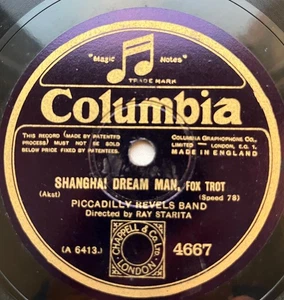 "Magic Notes"
TRADE MARK
Columbia
THIS RECORD (MADE BY PATENTED
PROCESS) MUST NOT BE SOLD
BELOW PRICE FIXED BY PATENTEES.
COLUMBIA GRAPHOPHONE CO.,
LIMITED — LONDON, E.C. 1.
MADE IN ENGLAND
SHANGHAI DREAM MAN, FOX TROT
(Akst)
(Speed 78)
PICCADILLY REVELS BAND
Directed by RAY STARITA
(A 6413.)
CHAPPELL & Co. Ltd.
LONDON
4667